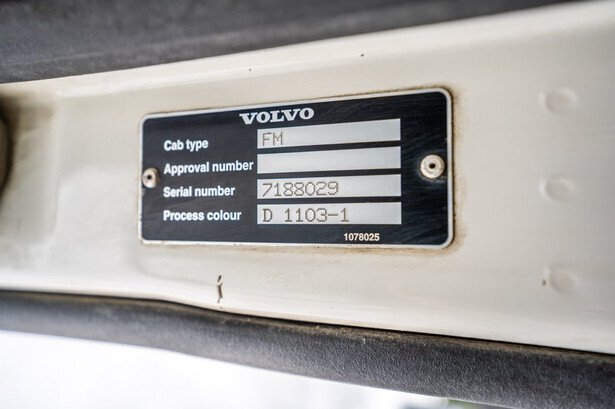 VOLVO
Cab type FM
Approval number
Serial number 7188029
Process colour D 1103-1
1078025